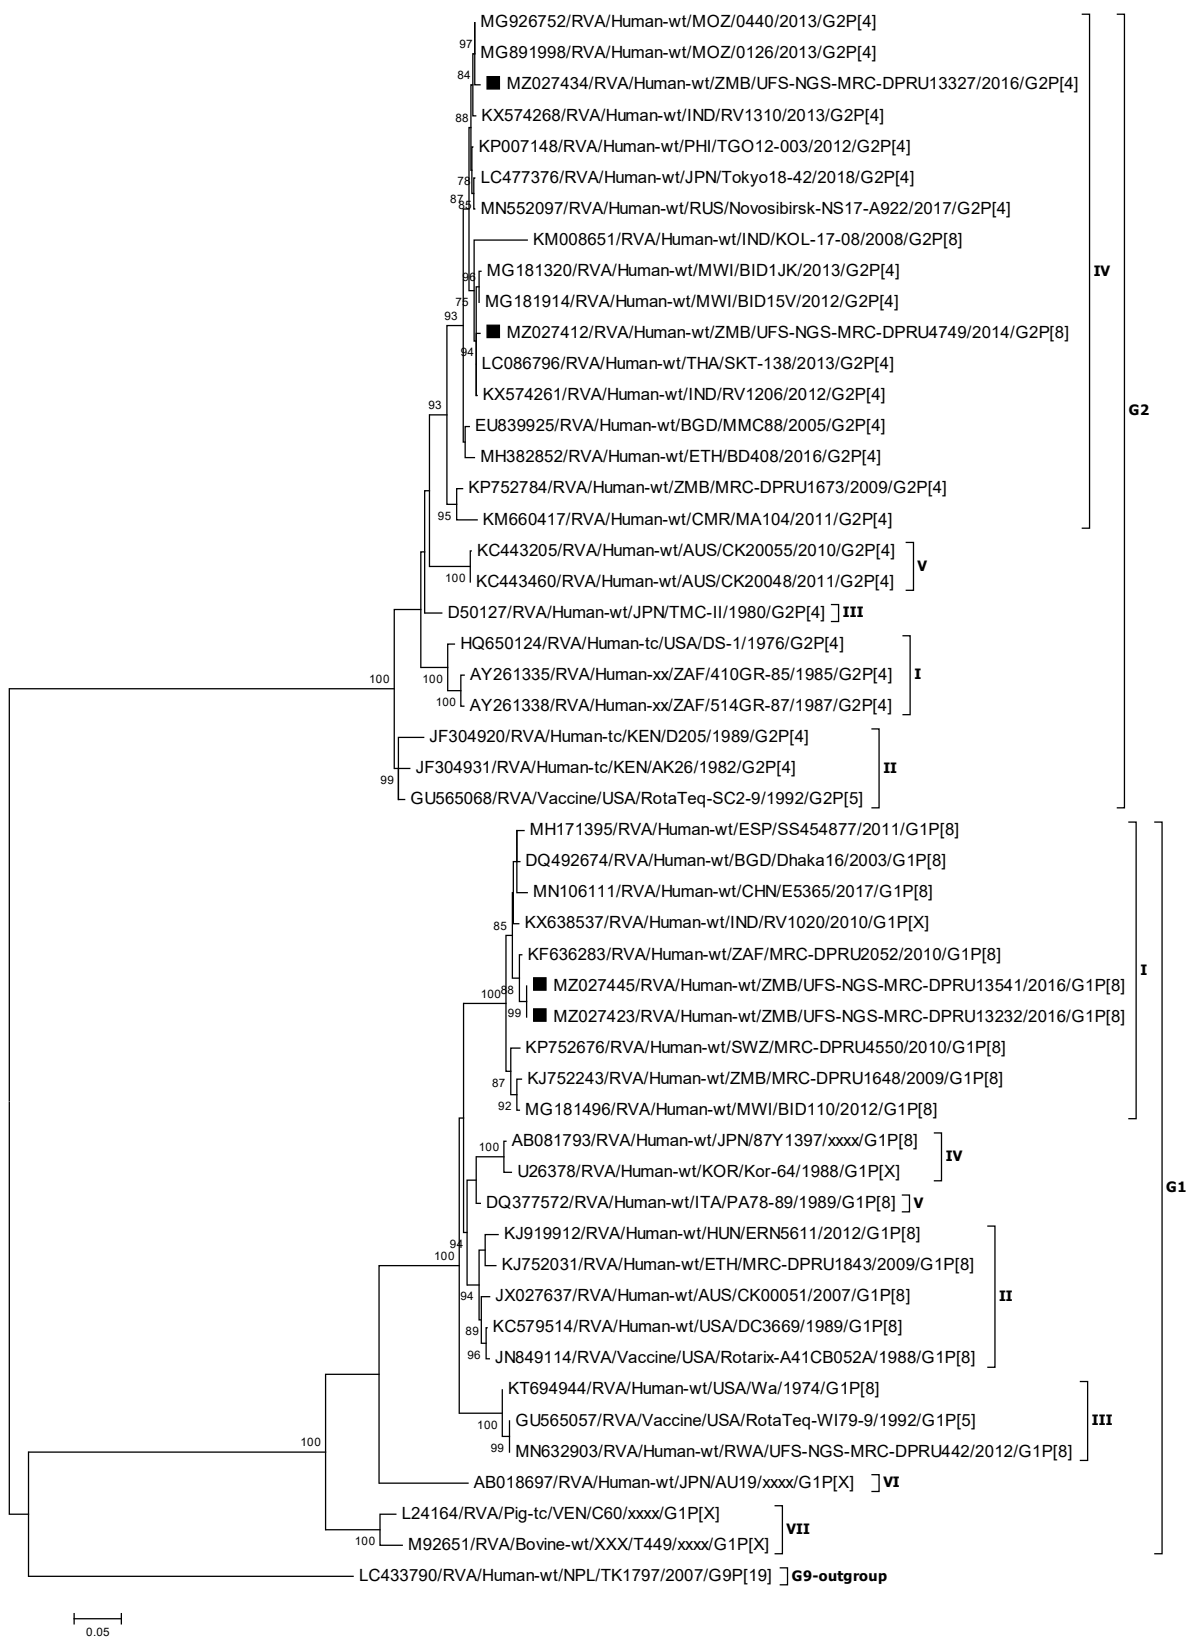 MG926752/RVA/Human-wt/MOZ/0440/2013/G2P[4]
97
MG891998/RVA/Human-wt/MOZ/0126/2013/G2P[4]
84
MZ027434/RVA/Human-wt/ZMB/UFS-NGS-MRC-DPRU13327/2016/G2P[4]
88
KX574268/RVA/Human-wt/IND/RV1310/2013/G2P[4]
KP007148/RVA/Human-wt/PHI/TGO12-003/2012/G2P[4]
78
LC477376/RVA/Human-wt/JPN/Tokyo18-42/2018/G2P[4]
87
85
MN552097/RVA/Human-wt/RUS/Novosibirsk-NS17-A922/2017/G2P[4]
KM008651/RVA/Human-wt/IND/KOL-17-08/2008/G2P[8]
96
MG181320/RVA/Human-wt/MWI/BID1JK/2013/G2P[4]
IV
75
MG181914/RVA/Human-wt/MWI/BID15V/2012/G2P[4]
93
MZ027412/RVA/Human-wt/ZMB/UFS-NGS-MRC-DPRU4749/2014/G2P[8]
94
LC086796/RVA/Human-wt/THA/SKT-138/2013/G2P[4]
KX574261/RVA/Human-wt/IND/RV1206/2012/G2P[4]
93
G2
EU839925/RVA/Human-wt/BGD/MMC88/2005/G2P[4]
MH382852/RVA/Human-wt/ETH/BD408/2016/G2P[4]
KP752784/RVA/Human-wt/ZMB/MRC-DPRU1673/2009/G2P[4]
95
KM660417/RVA/Human-wt/CMR/MA104/2011/G2P[4]
KC443205/RVA/Human-wt/AUS/CK20055/2010/G2P[4]
V
100
KC443460/RVA/Human-wt/AUS/CK20048/2011/G2P[4]
D50127/RVA/Human-wt/JPN/TMC-II/1980/G2P[4]
III
HQ650124/RVA/Human-tc/USA/DS-1/1976/G2P[4]
100
AY261335/RVA/Human-xx/ZAF/410GR-85/1985/G2P[4]
I
100
100
AY261338/RVA/Human-xx/ZAF/514GR-87/1987/G2P[4]
JF304920/RVA/Human-tc/KEN/D205/1989/G2P[4]
JF304931/RVA/Human-tc/KEN/AK26/1982/G2P[4]
II
99
GU565068/RVA/Vaccine/USA/RotaTeq-SC2-9/1992/G2P[5]
MH171395/RVA/Human-wt/ESP/SS454877/2011/G1P[8]
DQ492674/RVA/Human-wt/BGD/Dhaka16/2003/G1P[8]
MN106111/RVA/Human-wt/CHN/E5365/2017/G1P[8]
85
KX638537/RVA/Human-wt/IND/RV1020/2010/G1P[X]
KF636283/RVA/Human-wt/ZAF/MRC-DPRU2052/2010/G1P[8]
I
MZ027445/RVA/Human-wt/ZMB/UFS-NGS-MRC-DPRU13541/2016/G1P[8]
100
88
99
MZ027423/RVA/Human-wt/ZMB/UFS-NGS-MRC-DPRU13232/2016/G1P[8]
KP752676/RVA/Human-wt/SWZ/MRC-DPRU4550/2010/G1P[8]
87
KJ752243/RVA/Human-wt/ZMB/MRC-DPRU1648/2009/G1P[8]
92
MG181496/RVA/Human-wt/MWI/BID110/2012/G1P[8]
AB081793/RVA/Human-wt/JPN/87Y1397/xxxx/G1P[8]
100
IV
U26378/RVA/Human-wt/KOR/Kor-64/1988/G1P[X]
G1
DQ377572/RVA/Human-wt/ITA/PA78-89/1989/G1P[8]
V
KJ919912/RVA/Human-wt/HUN/ERN5611/2012/G1P[8]
94
100
KJ752031/RVA/Human-wt/ETH/MRC-DPRU1843/2009/G1P[8]
94
JX027637/RVA/Human-wt/AUS/CK00051/2007/G1P[8]
II
89
KC579514/RVA/Human-wt/USA/DC3669/1989/G1P[8]
96
JN849114/RVA/Vaccine/USA/Rotarix-A41CB052A/1988/G1P[8]
KT694944/RVA/Human-wt/USA/Wa/1974/G1P[8]
100
GU565057/RVA/Vaccine/USA/RotaTeq-WI79-9/1992/G1P[5]
III
99
MN632903/RVA/Human-wt/RWA/UFS-NGS-MRC-DPRU442/2012/G1P[8]
100
AB018697/RVA/Human-wt/JPN/AU19/xxxx/G1P[X]
VI
L24164/RVA/Pig-tc/VEN/C60/xxxx/G1P[X]
VII
100
M92651/RVA/Bovine-wt/XXX/T449/xxxx/G1P[X]
LC433790/RVA/Human-wt/NPL/TK1797/2007/G9P[19]
G9-outgroup
0.05